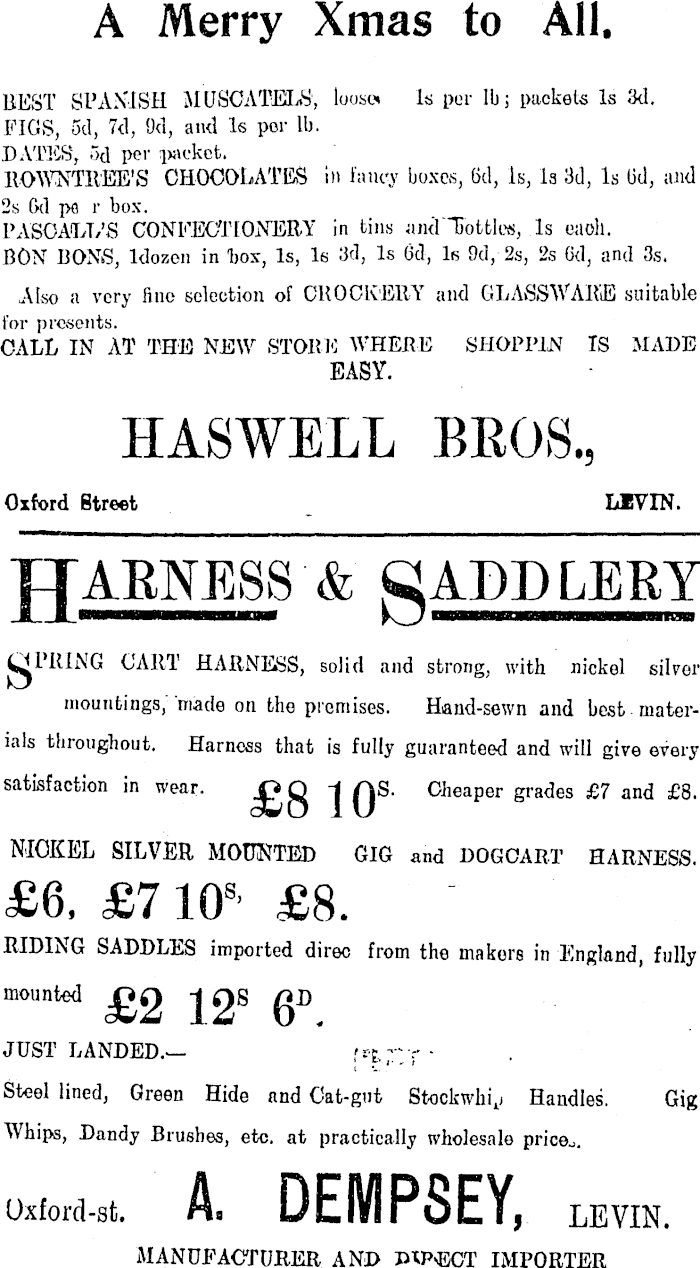 A Merry Xmas to All.
BEST SPANISH MUSCATELS, loose 1s per lb; packets 1s 3d.
FIGS, 5d, 7d, 9d, and 1s per lb.
DATES, 5d per packet.
ROWNTREE'S CHOCOLATES in fancy boxes, 6d, 1s, 1s 3d, 1s 6d, and
2s 6d pe r box.
PASCALL'S CONFECTIONERY in tins and bottles, 1s each.
BON BONS, 1dozen in box, 1s, 1s 3d, 1s 6d, 1s 9d, 2s, 2s 6d, and 3s.
Also a very fine selection of CROCKERY and GLASSWARE suitable
for presents.
CALL IN AT THE NEW STORE WHERE SHOPPIN IS MADE
EASY.
HASWELL BROS.,
Oxford Street LEVIN.
HARNESS & SADDLERY
SPRING CART HARNESS, solid and strong, with nickel silver
mountings, made on the premises. Hand-sewn and best mater-
ials throughout. Harness that is fully guaranteed and will give every
satisfaction in wear. £8 10S. Cheaper grades £7 and £8.
NICKEL SILVER MOUNTED GIG and DOGCART HARNESS.
£6, £7 10S, £8.
RIDING SADDLES imported direc from the makers in England, fully
mounted £2 12S 6D.
JUST LANDED.—
Steel lined, Green Hide and Cat-gut Stockwhip Handles. Gig
Whips, Dandy Brushes, etc. at practically wholesale price.
Oxford-st. A. DEMPSEY, LEVIN.
MANUFACTURER AND DIRECT IMPORTER